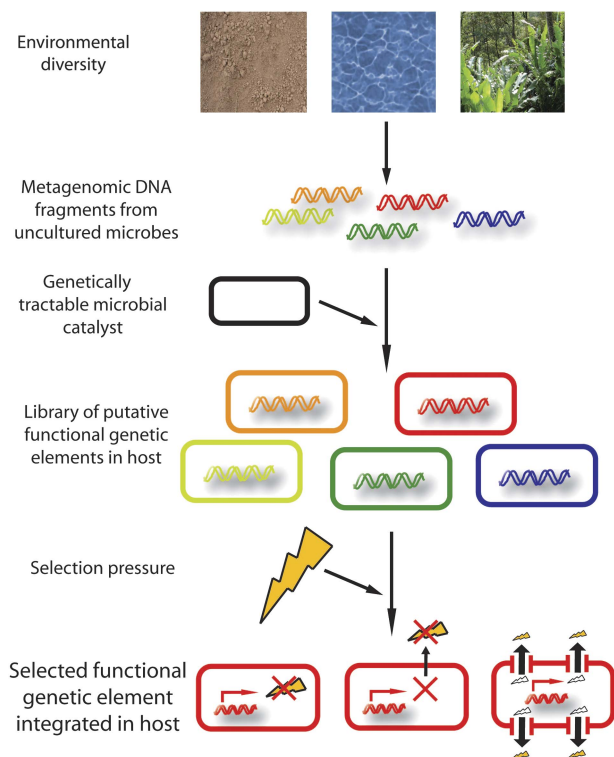 Environmental
diversity
Metagenomic DNA
fragments from
uncultured microbes
Genetically
tractable microbial
catalyst
Library of putative
functional genetic
elements in host
Selection pressure
Selected functional
genetic element
integrated in host